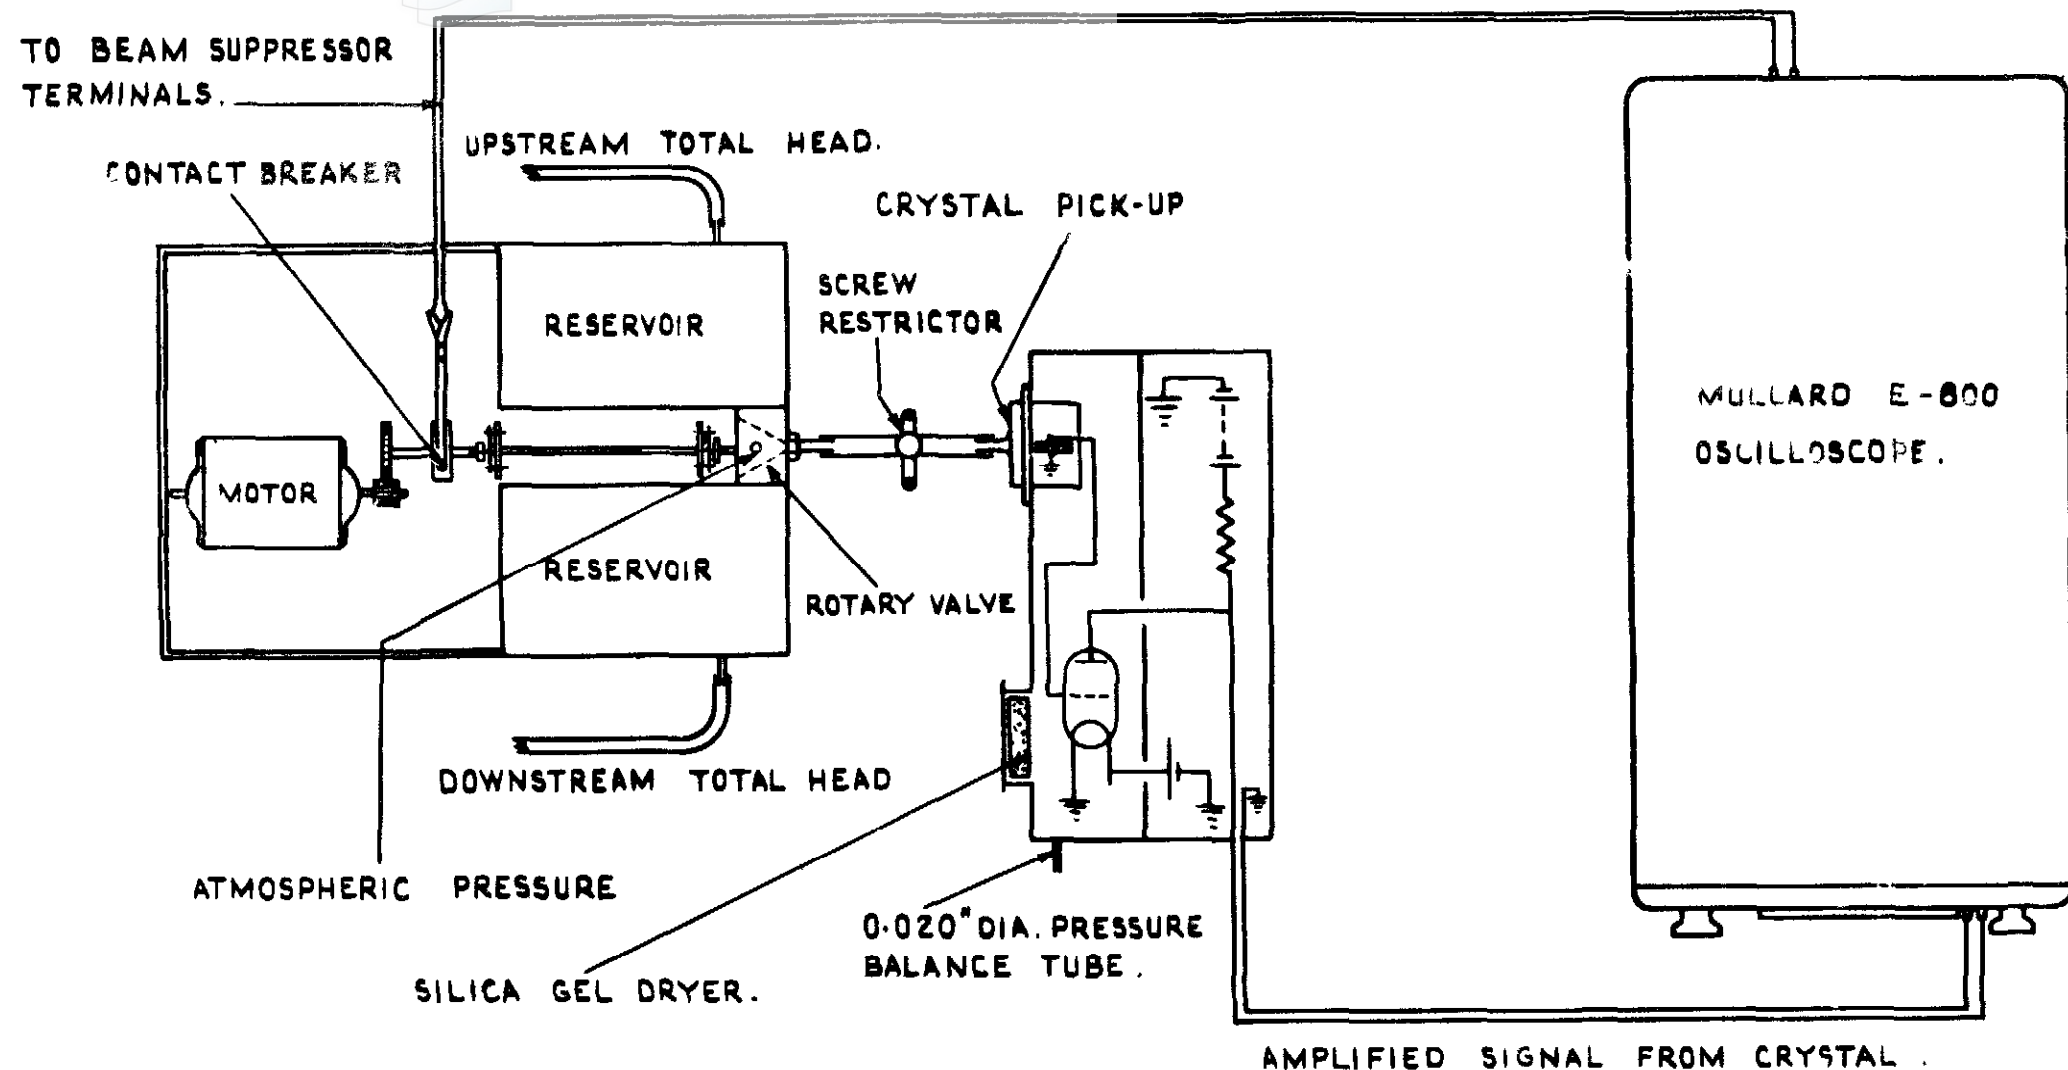 TO BEAM SUPPRESSOR
TERMINALS.
UPSTREAM TOTAL HEAD.
CONTACT BREAKER
CRYSTAL PICK-UP
SCREW
RESTRICTOR
RESERVOIR
MULLARD E-800
OSCILLOSCOPE.
MOTOR
RESERVOIR
ROTARY VALVE
DOWNSTREAM TOTAL HEAD
ATMOSPHERIC PRESSURE
0.020" DIA. PRESSURE
BALANCE TUBE.
SILICA GEL DRYER.
AMPLIFIED SIGNAL FROM CRYSTAL.